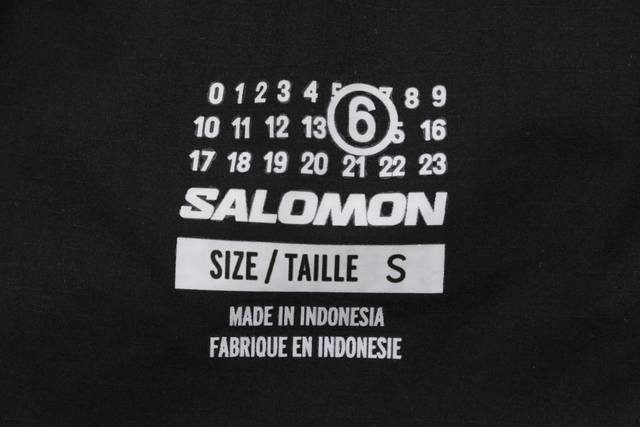 0 1 2 3 4 5 6 7 8 9
10 11 12 13 15 16
17 18 19 20 21 22 23
SALOMON
SIZE / TAILLE S
MADE IN INDONESIA
FABRIQUE EN INDONESIE